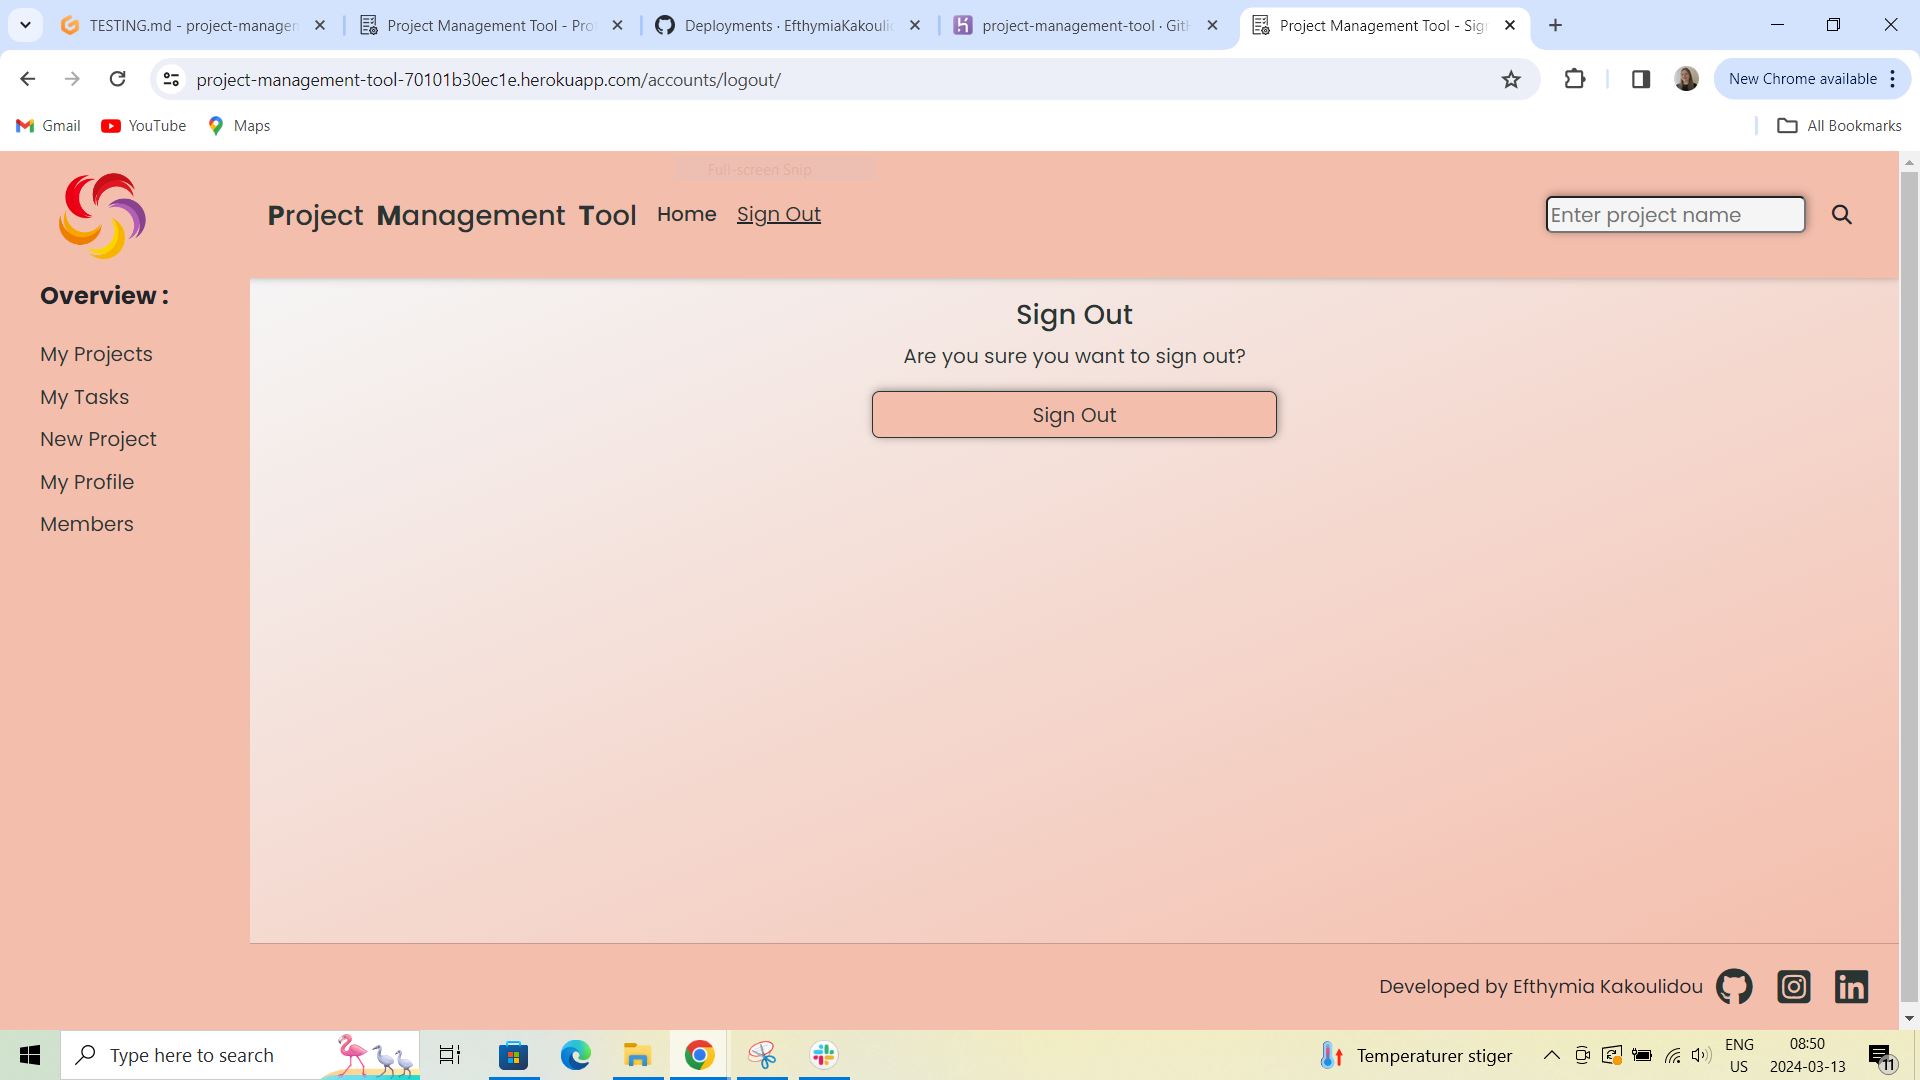 TESTING.md - project-managen
Project Management Tool - Pro
Deployments · EfthymiaKakoulid
project-management-tool · GitH
Project Management Tool - Sign
project-management-tool-70101b30ec1e.herokuapp.com/accounts/logout/
New Chrome available
Gmail
YouTube
Maps
All Bookmarks
Full-screen Snip
Project Management Tool
Home
Sign Out
Enter project name
Overview :
My Projects
My Tasks
New Project
My Profile
Members
Sign Out
Are you sure you want to sign out?
Sign Out
Developed by Efthymia Kakoulidou
Type here to search
Temperaturer stiger
ENG
US
08:50
2024-03-13
11